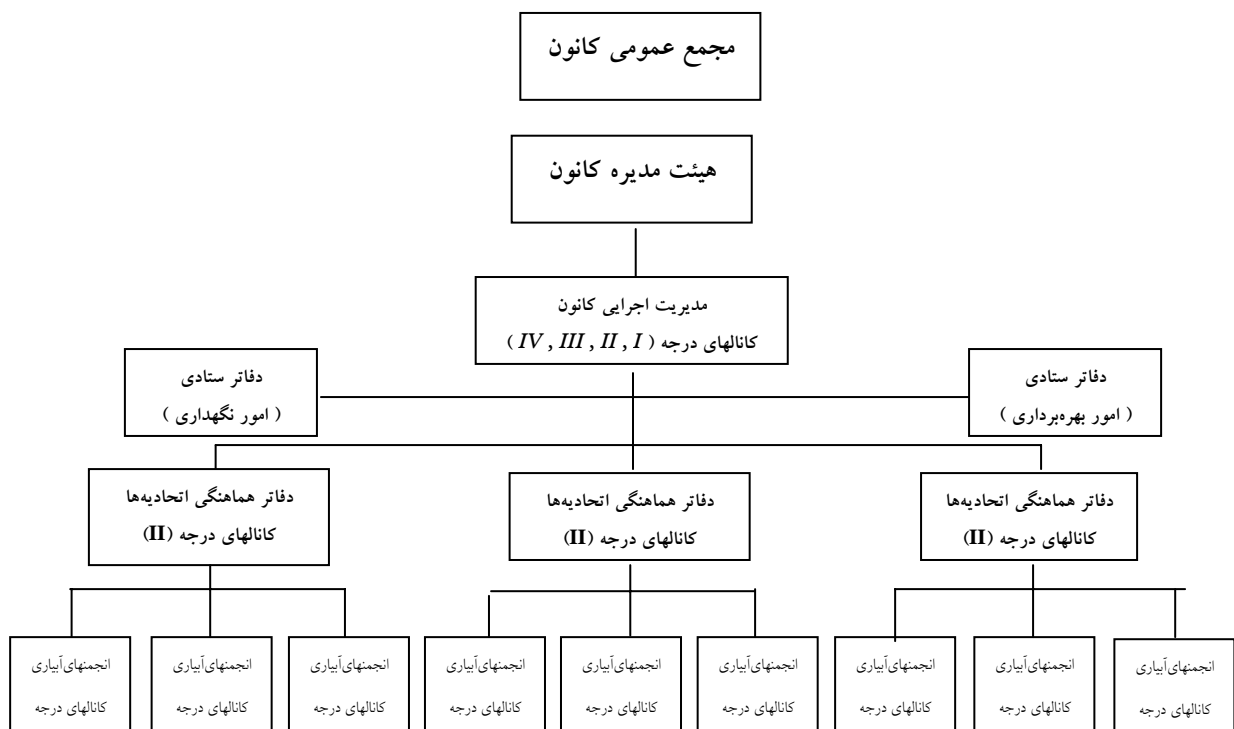 مجمع عمومی کانون
هیئت مدیره کانون
مدیریت اجرایی کانون
کانالهای درجه ( IV , III , II , I )
دفاتر ستادی
( امور بهره‌برداری )
دفاتر ستادی
( امور نگهداری )
دفاتر هماهنگی اتحادیه‌ها
کانالهای درجه (II)
دفاتر هماهنگی اتحادیه‌ها
کانالهای درجه (II)
دفاتر هماهنگی اتحادیه‌ها
کانالهای درجه (II)
انجمنهای‌آبیاری
کانالهای درجه
انجمنهای‌آبیاری
کانالهای درجه
انجمنهای‌آبیاری
کانالهای درجه
انجمنهای‌آبیاری
کانالهای درجه
انجمنهای‌آبیاری
کانالهای درجه
انجمنهای‌آبیاری
کانالهای درجه
انجمنهای‌آبیاری
کانالهای درجه
انجمنهای‌آبیاری
کانالهای درجه
انجمنهای‌آبیاری
کانالهای درجه